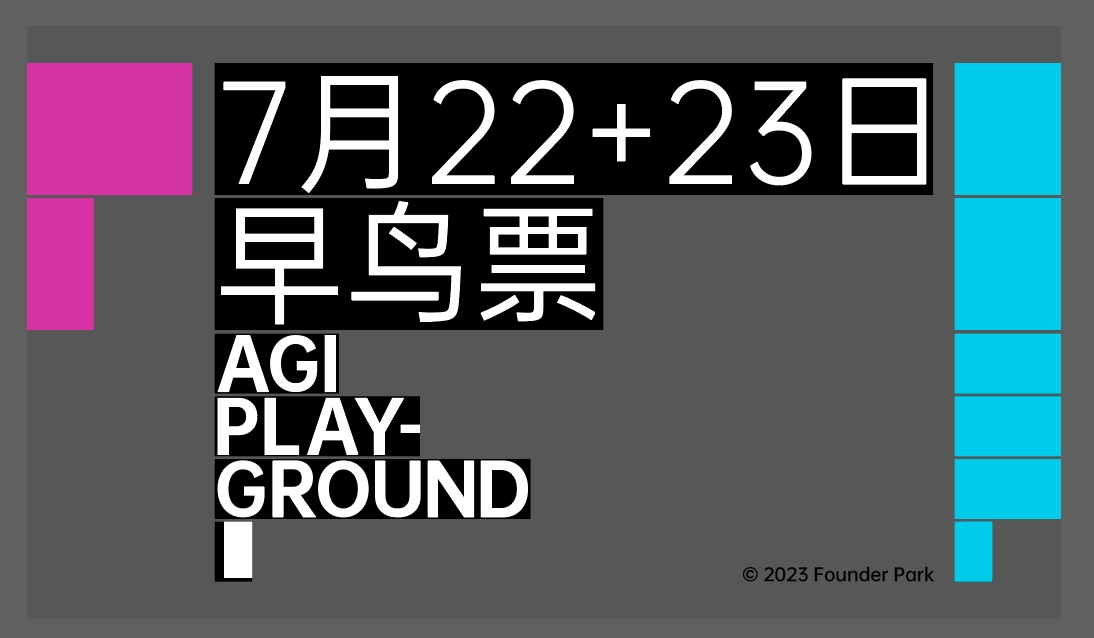 7月22+23日
早鸟票
AGI
PLAY-
GROUND
© 2023 Founder Park